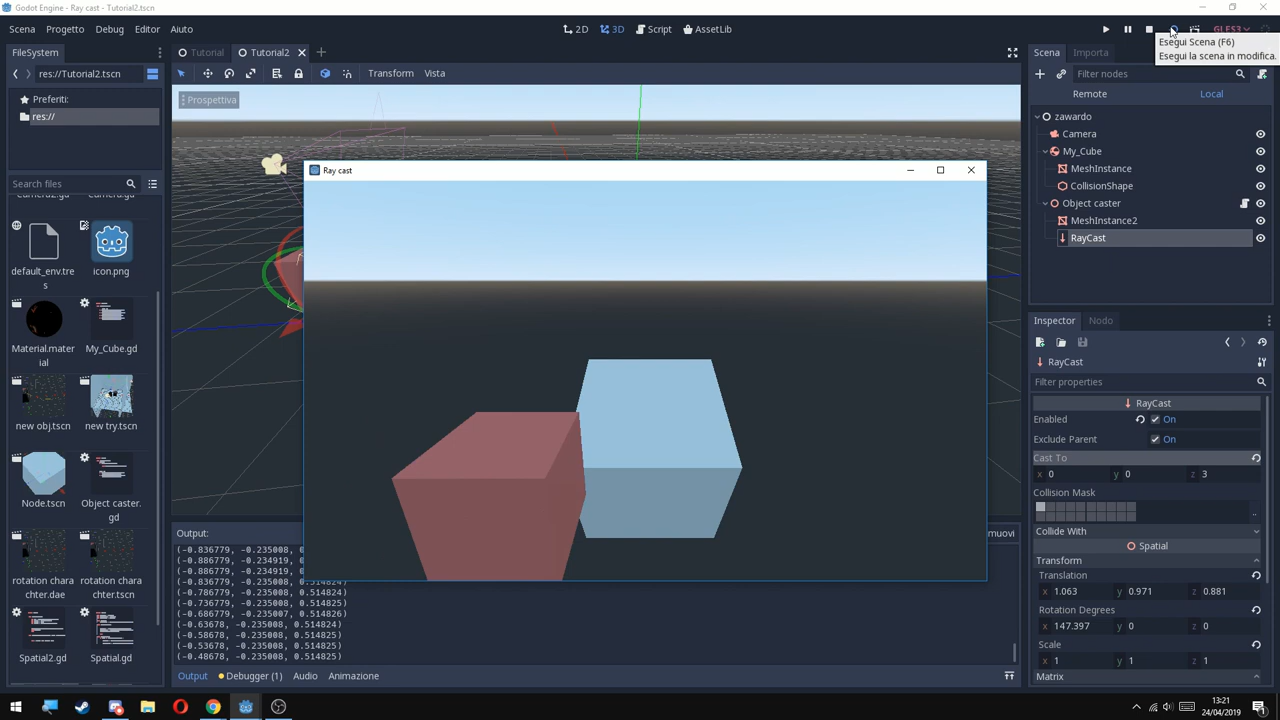 Godot Engine - Ray cast - Tutorial2.tscn
Scena Progetto Debug Editor Aiuto
2D 3D Script AssetLib
GLES3
Esegui Scena (F6)
Esegui la scena in modifica.
FileSystem
res://Tutorial2.tscn
Preferiti:
res://
Search files
default_env.tre
s
icon.png
Material.mater
ial
My_Cube.gd
new obj.tscn
new try.tscn
Node.tscn
Object caster.
gd
rotation chara
chter.dae
rotation chara
chter.tscn
Spatial2.gd
Spatial.gd
Tutorial
Tutorial2
Transform Vista
Prospettiva
Ray cast
Output:
muovi
(-0.836779, -0.235008, 0
(-0.886779, -0.234919, 0
(-0.886779, -0.234919, 0
(-0.836779, -0.235008, 0.514824)
(-0.786779, -0.235008, 0.514824)
(-0.736779, -0.235008, 0.514825)
(-0.686779, -0.235007, 0.514826)
(-0.63678, -0.235008, 0.514824)
(-0.58678, -0.235008, 0.514825)
(-0.53678, -0.235008, 0.514825)
(-0.48678, -0.235008, 0.514825)
Output Debugger (1) Audio Animazione
Scena Importa
Filter nodes
Remote Local
zawardo
Camera
My_Cube
MeshInstance
CollisionShape
Object caster
MeshInstance2
RayCast
Inspector Nodo
RayCast
Filter properties
RayCast
Enabled On
Exclude Parent On
Cast To
x 0 y 0 z 3
Collision Mask
..
Collide With
Spatial
Transform
Translation
x 1.063 y 0.971 z 0.881
Rotation Degrees
x 147.397 y 0 z 0
Scale
x 1 y 1 z 1
Matrix
13:21
24/04/2019
1